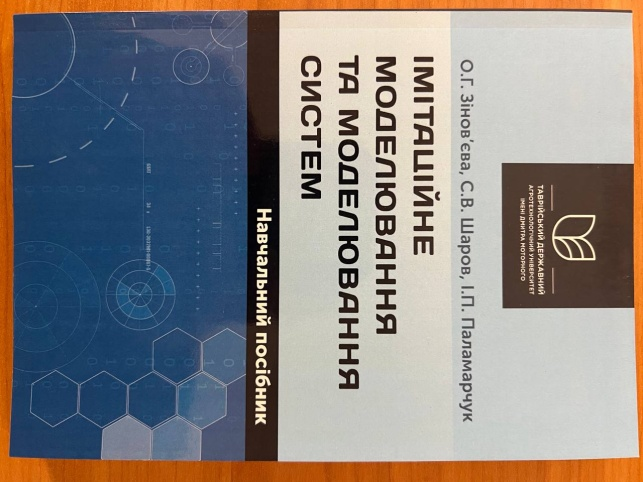 ТАВРІЙСЬКИЙ ДЕРЖАВНИЙ
АГРОТЕХНОЛОГІЧНИЙ УНІВЕРСИТЕТ
ІМЕНІ ДМИТРА МОТОРНОГО
О.Г. Зінов'єва, С.В. Шаров, І.П. Паламарчук
ІМІТАЦІЙНЕ
МОДЕЛЮВАННЯ
ТА МОДЕЛЮВАННЯ
СИСТЕМ
Навчальний посібник